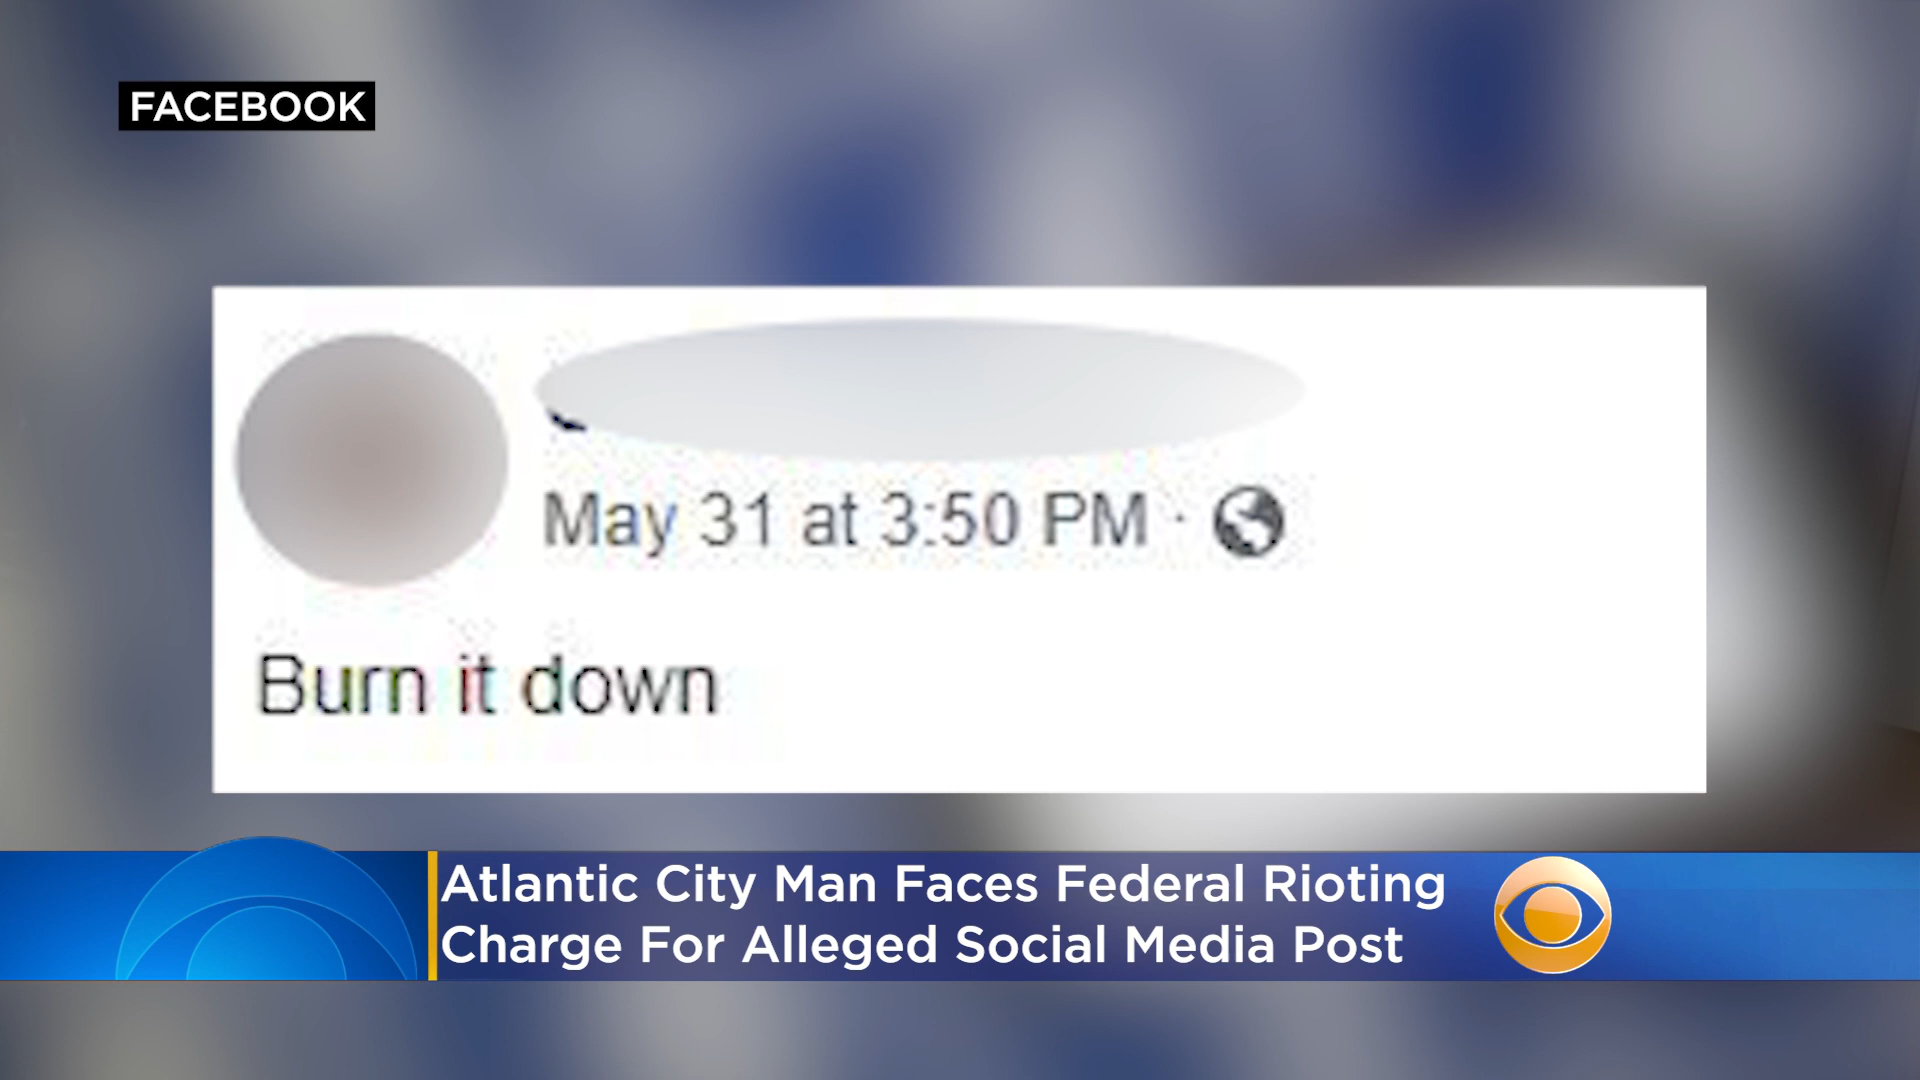 FACEBOOK
May 31 at 3:50 PM ·
Burn it down
Atlantic City Man Faces Federal Rioting
Charge For Alleged Social Media Post